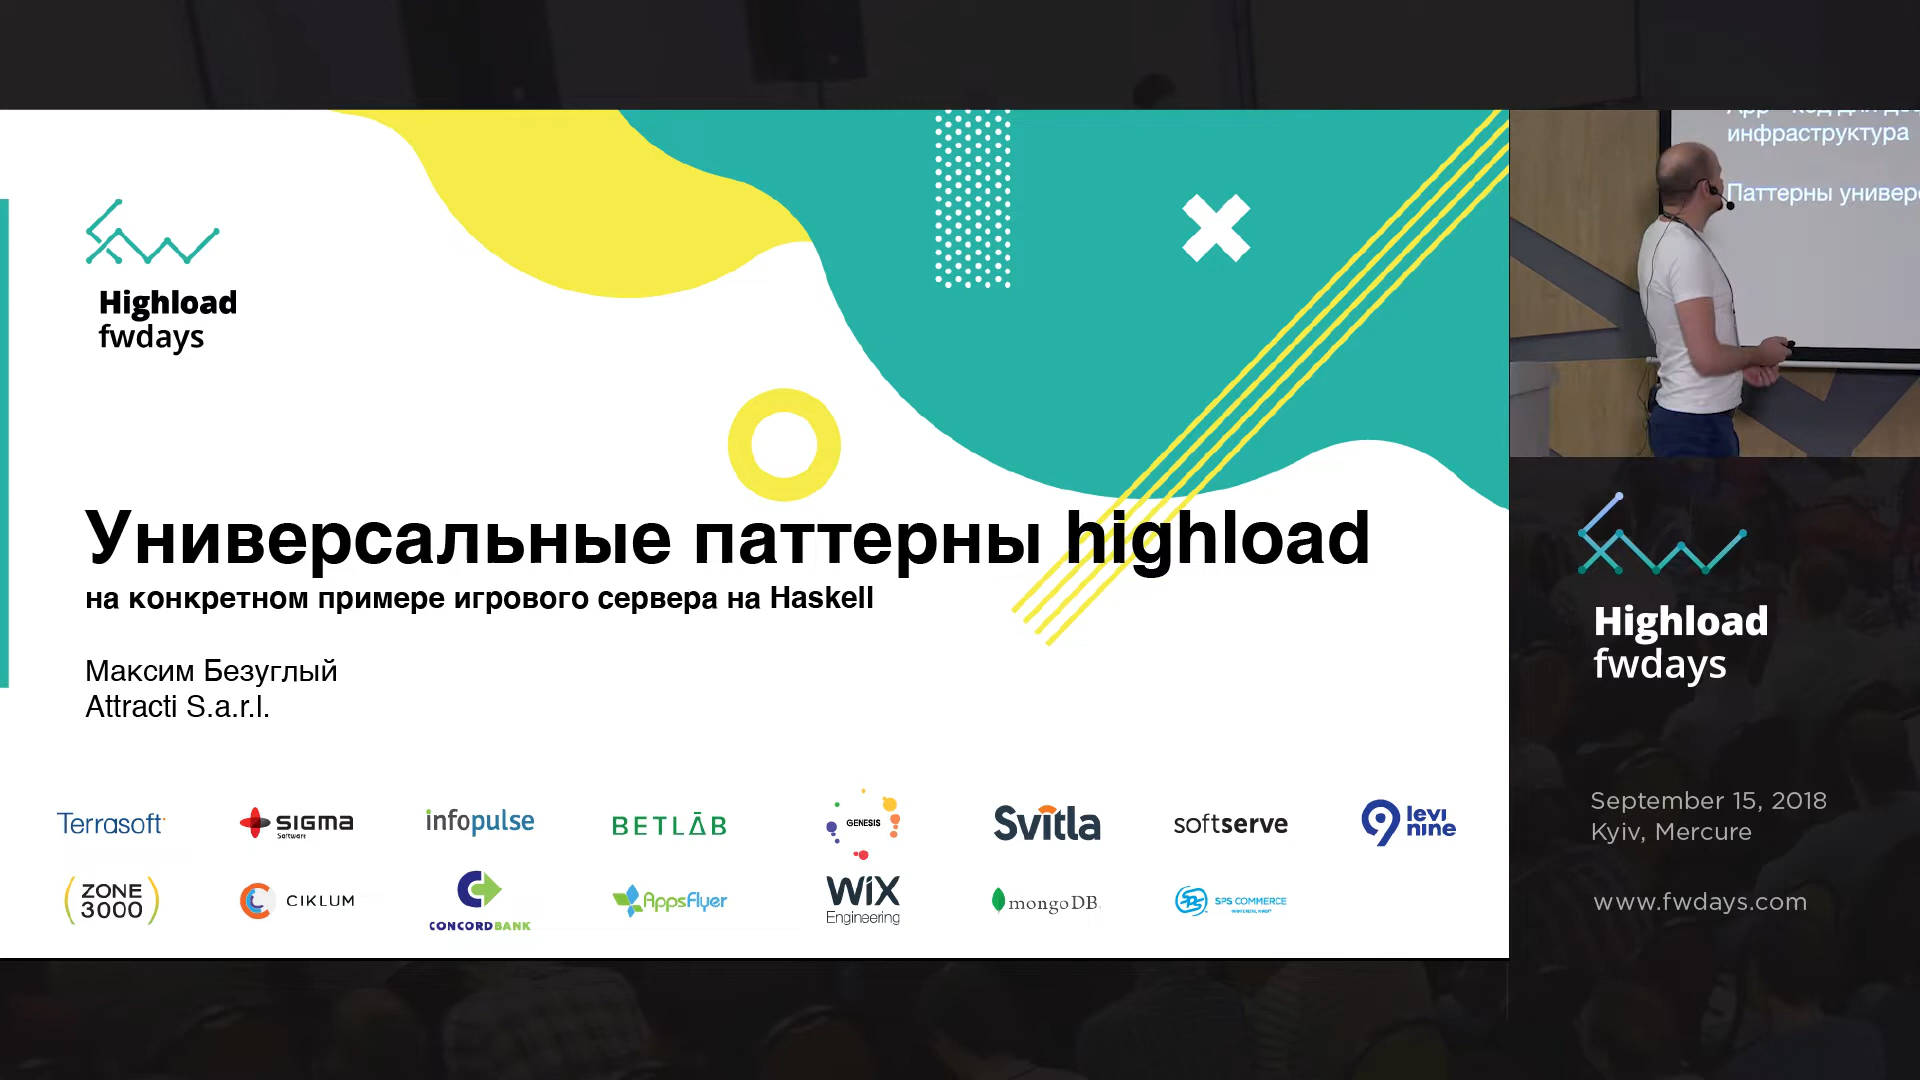 Highload
fwdays
Универсальные паттерны highload
на конкретном примере игрового сервера на Haskell
Максим Безуглый
Attracti S.a.r.l.
Terrasoft
SIGMA
Software
infopulse
BETLAB
GENESIS
Svitla
softserve
levi
nine
ZONE
3000
CIKLUM
CONCORDBANK
AppsFlyer
WiX
Engineering
mongoDB
SPS COMMERCE
инфраструктура
Паттерны
Highload
fwdays
September 15, 2018
Kyiv, Mercure
www.fwdays.com